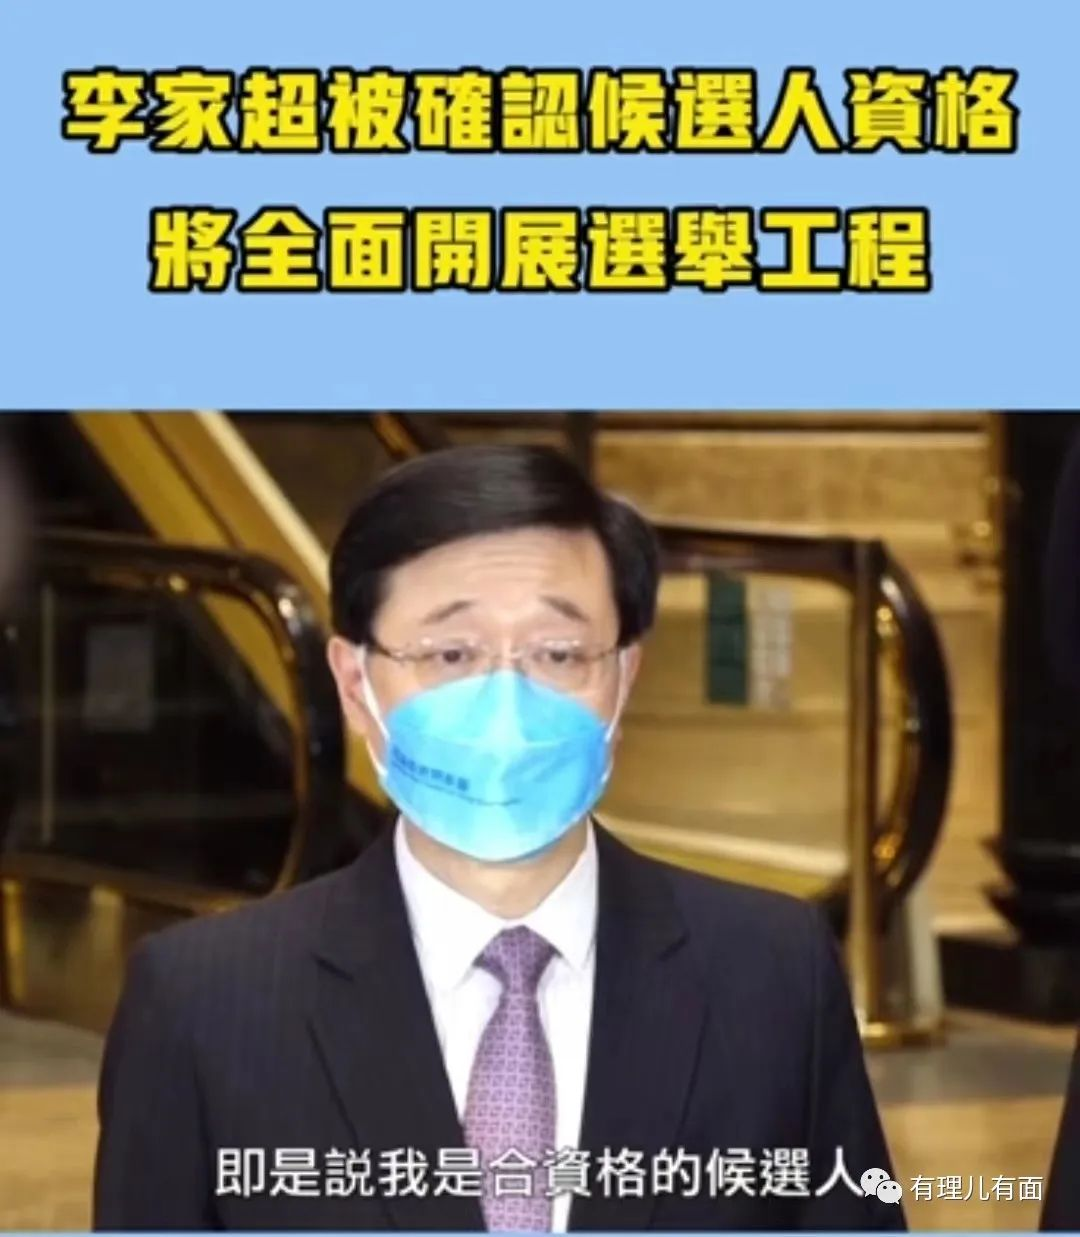 李家超被確認候選人資格
將全面開展選舉工程
即是説我是合資格的候選人
有理儿有面